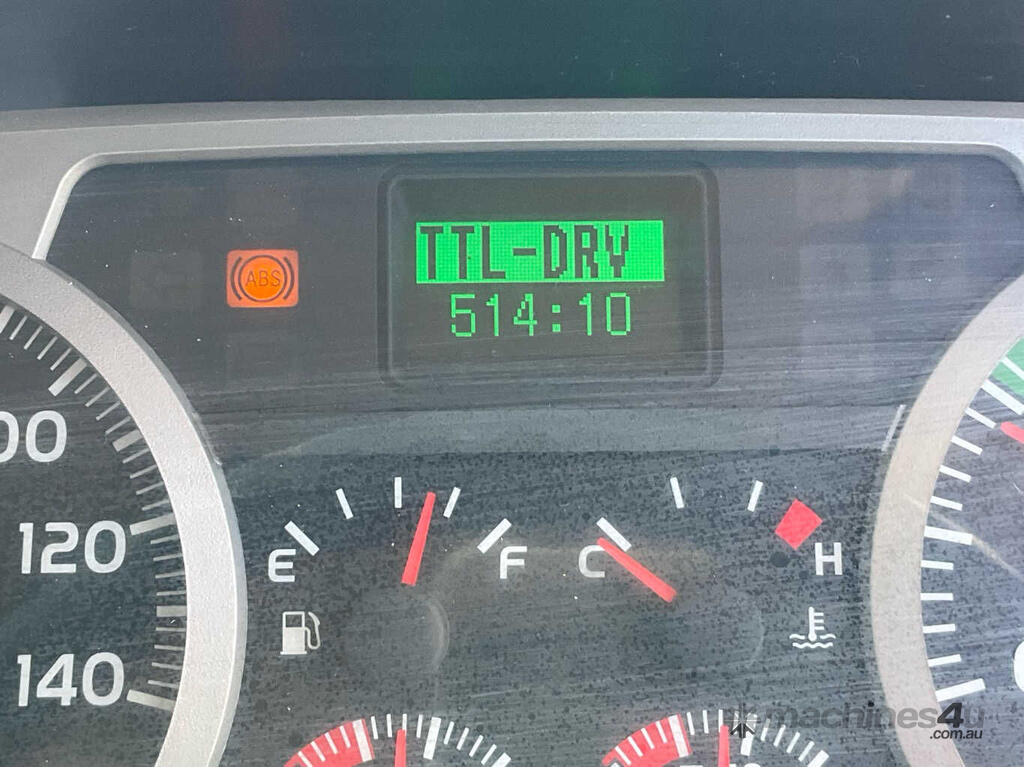 TTL-DRV
ABS
514:10
00
120
E
F
C
H
140
machines4u
.com.au